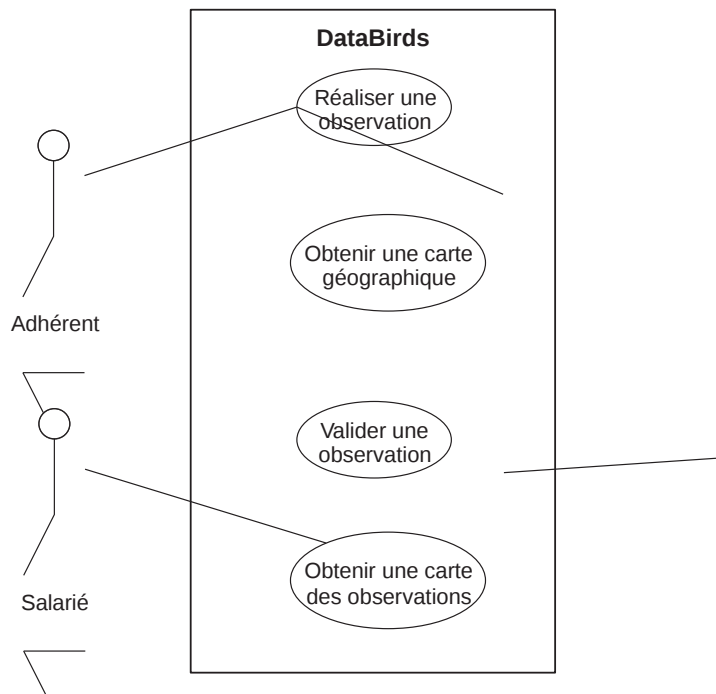 DataBirds
Réaliser une
observation
Obtenir une carte
géographique
Adhérent
Valider une
observation
Obtenir une carte
des observations
Salarié